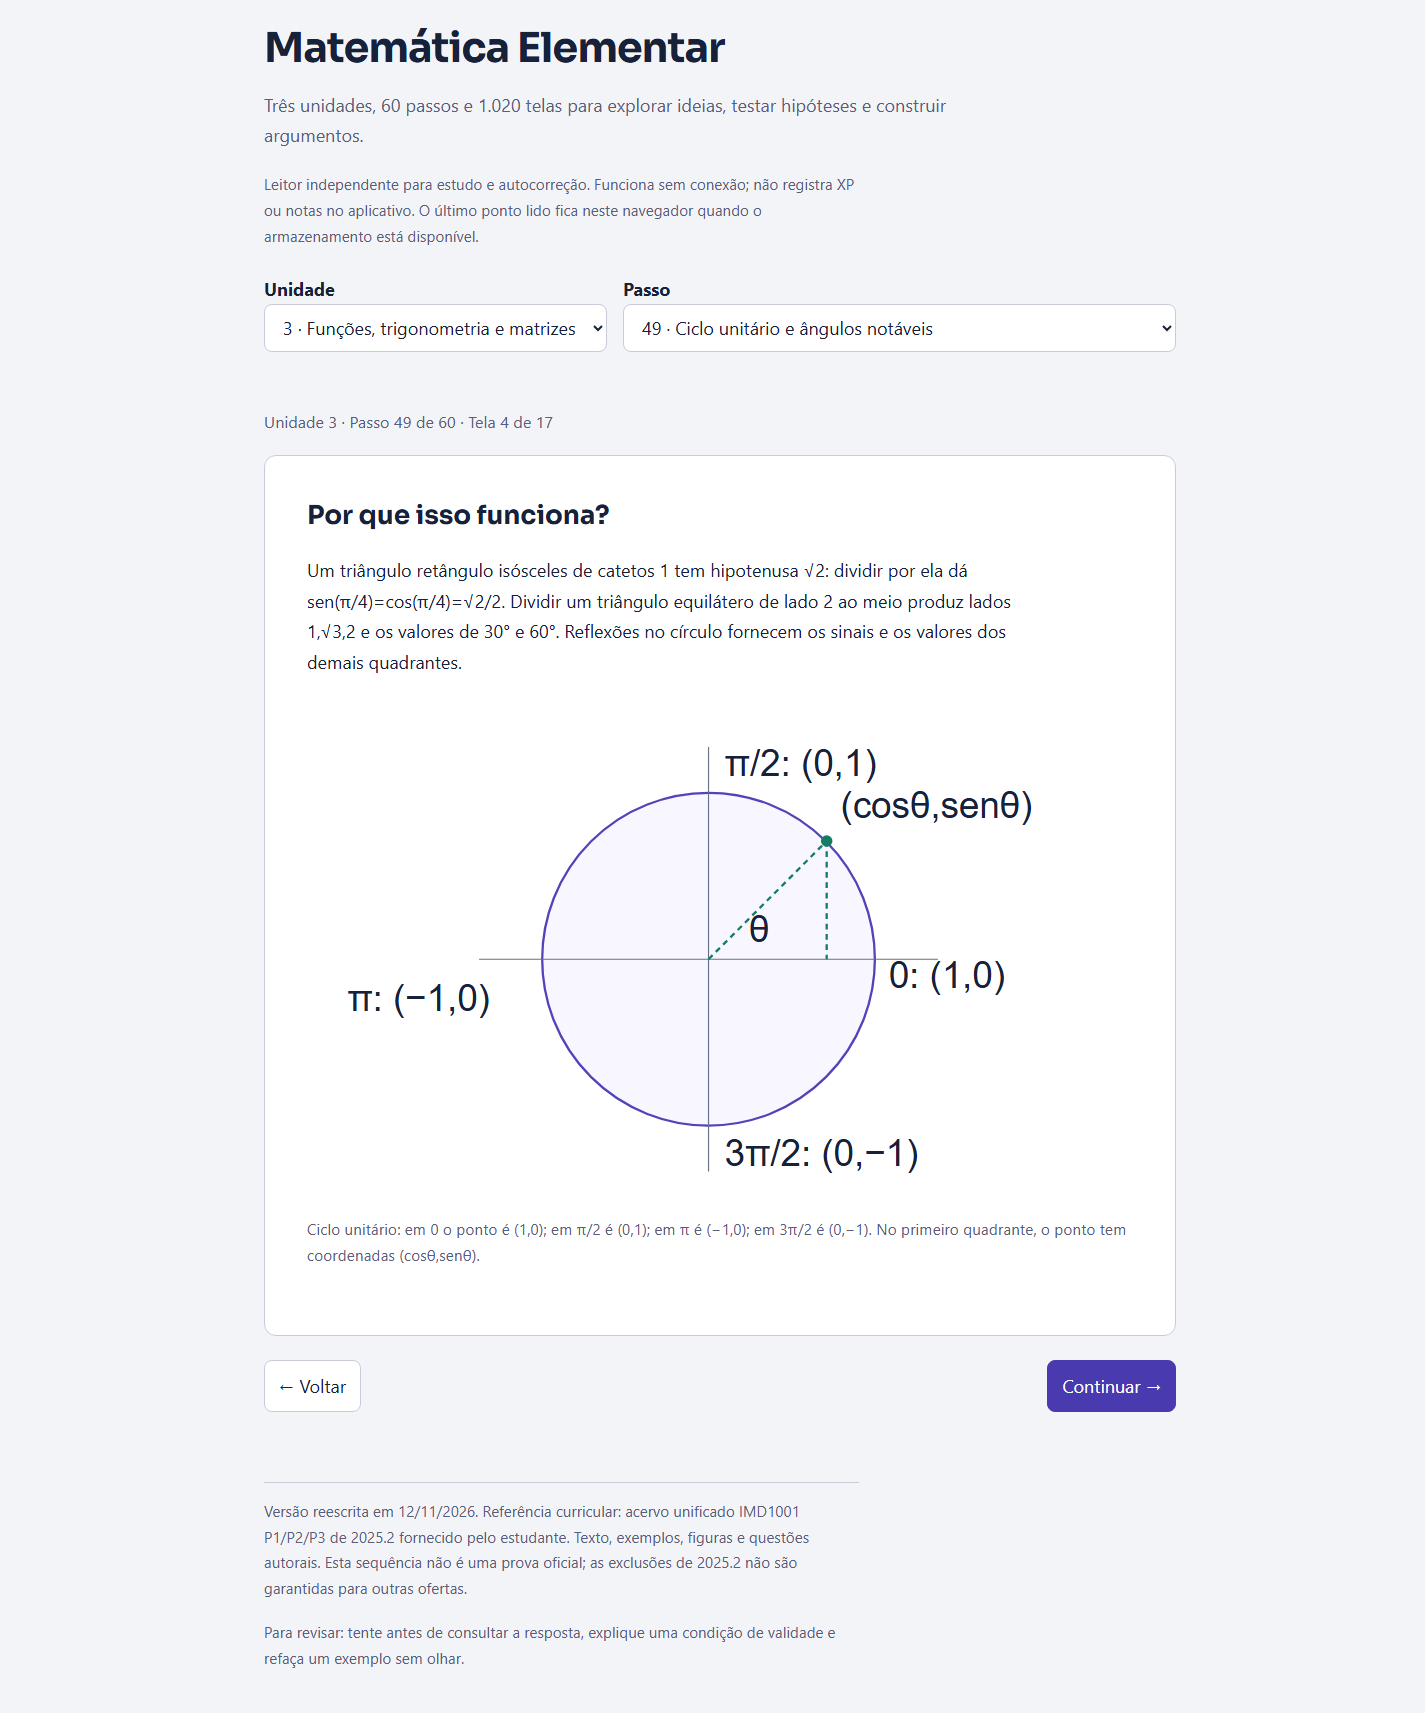 Matemática Elementar
Três unidades, 60 passos e 1.020 telas para explorar ideias, testar hipóteses e construir
argumentos.
Leitor independente para estudo e autocorreção. Funciona sem conexão; não registra XP
ou notas no aplicativo. O último ponto lido fica neste navegador quando o
armazenamento está disponível.
Unidade
3 · Funções, trigonometria e matrizes
Passo
49 · Ciclo unitário e ângulos notáveis
Unidade 3 · Passo 49 de 60 · Tela 4 de 17
Por que isso funciona?
Um triângulo retângulo isósceles de catetos 1 tem hipotenusa √2: dividir por ela dá
sen(π/4)=cos(π/4)=√2/2. Dividir um triângulo equilátero de lado 2 ao meio produz lados
1,√3,2 e os valores de 30° e 60°. Reflexões no círculo fornecem os sinais e os valores dos
demais quadrantes.
π/2: (0,1)
(cosθ,senθ)
θ
0: (1,0)
π: (−1,0)
3π/2: (0,−1)
Ciclo unitário: em 0 o ponto é (1,0); em π/2 é (0,1); em π é (−1,0); em 3π/2 é (0,−1). No primeiro quadrante, o ponto tem
coordenadas (cosθ,senθ).
← Voltar
Continuar →
Versão reescrita em 12/11/2026. Referência curricular: acervo unificado IMD1001
P1/P2/P3 de 2025.2 fornecido pelo estudante. Texto, exemplos, figuras e questões
autorais. Esta sequência não é uma prova oficial; as exclusões de 2025.2 não são
garantidas para outras ofertas.
Para revisar: tente antes de consultar a resposta, explique uma condição de validade e
refaça um exemplo sem olhar.